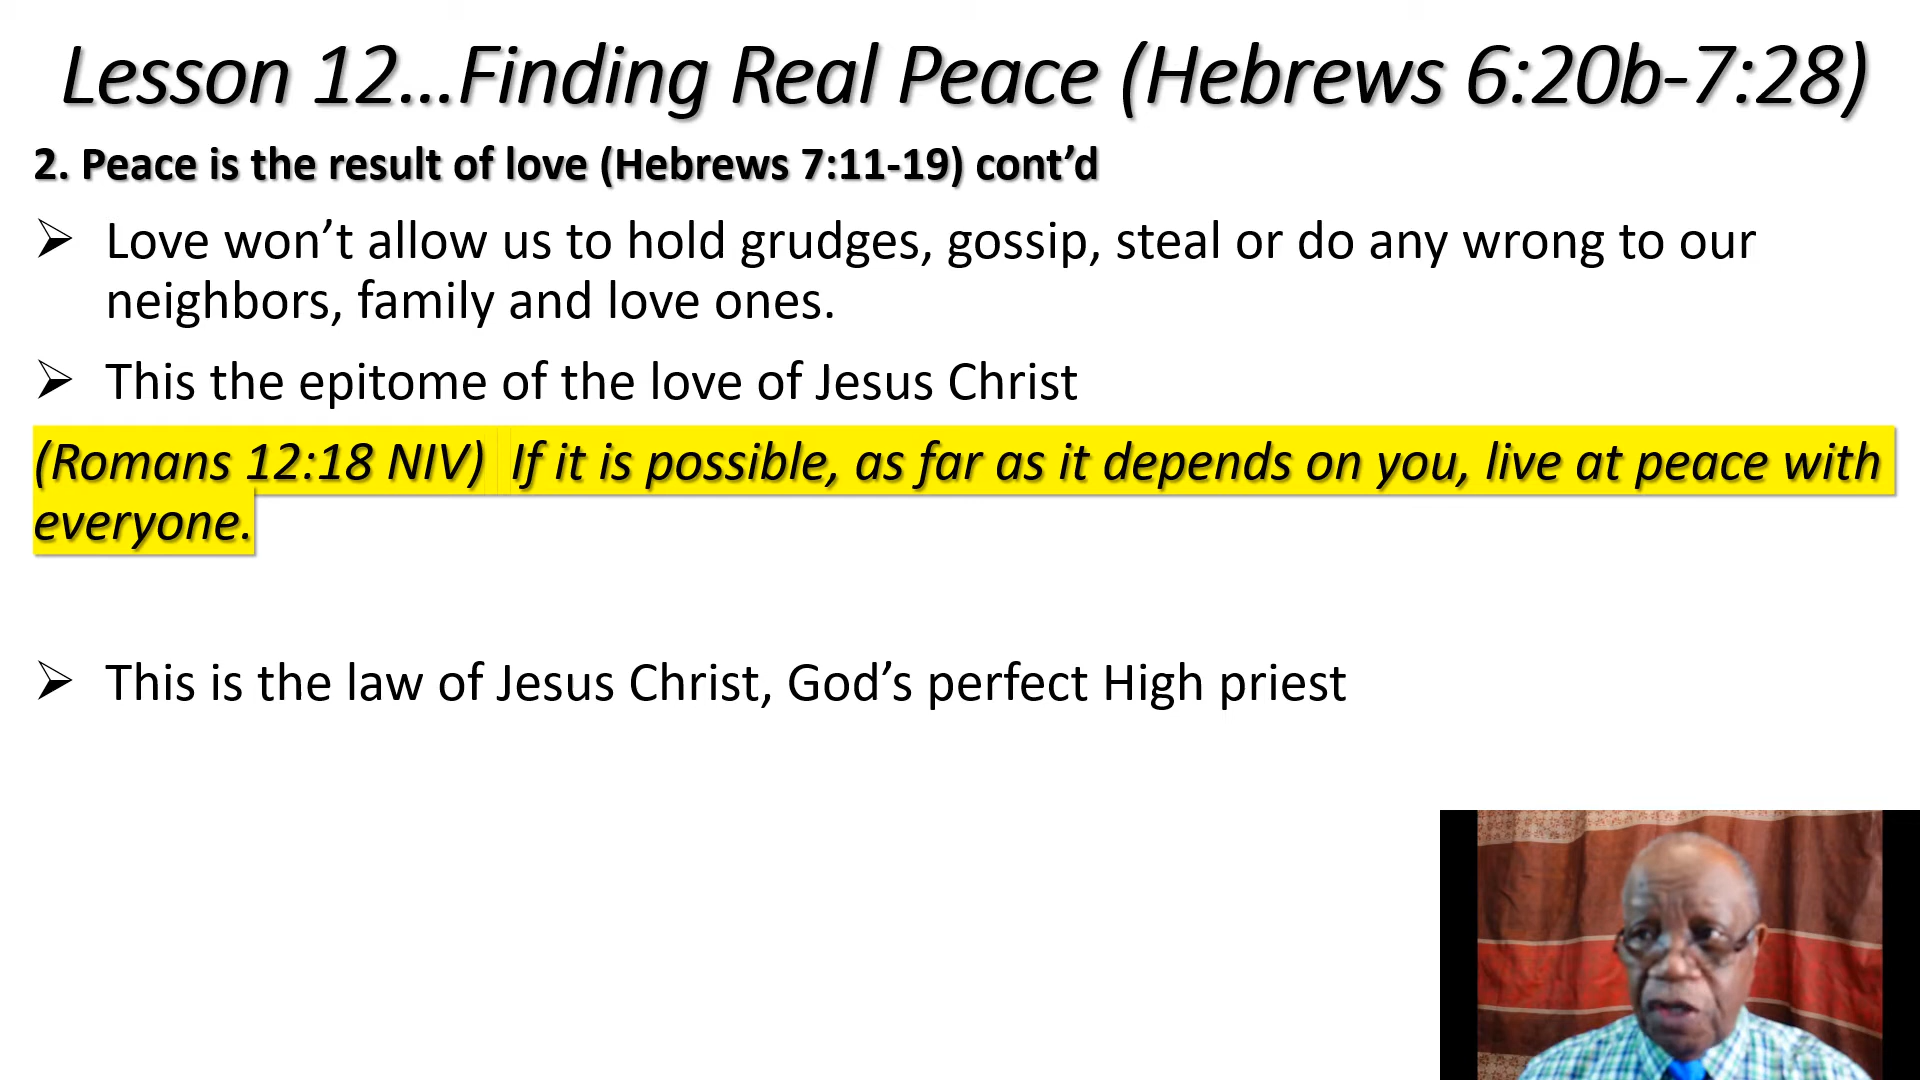 Lesson 12...Finding Real Peace (Hebrews 6:20b-7:28)
2. Peace is the result of love (Hebrews 7:11-19) cont’d
Love won’t allow us to hold grudges, gossip, steal or do any wrong to our
neighbors, family and love ones.
This the epitome of the love of Jesus Christ
(Romans 12:18 NIV) If it is possible, as far as it depends on you, live at peace with
everyone.
This is the law of Jesus Christ, God’s perfect High priest